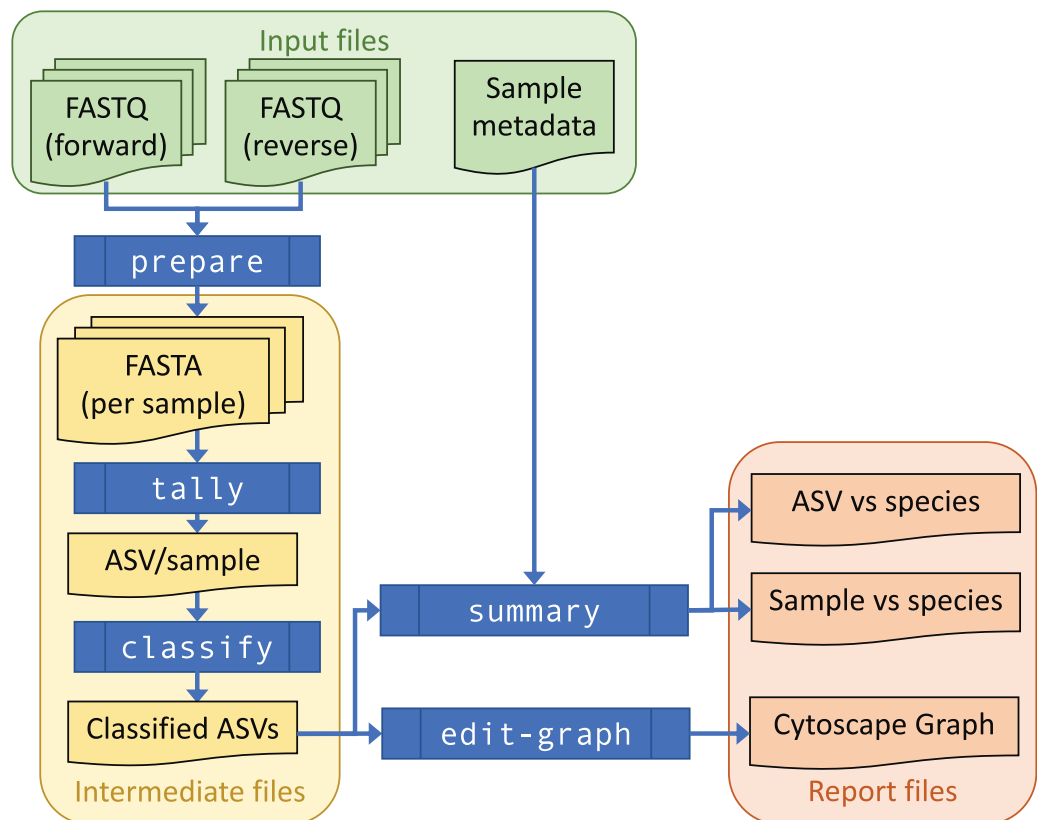 Input files
FASTQ
(forward)
FASTQ
(reverse)
Sample
metadata
prepare
FASTA
(per sample)
tally
ASV/sample
classify
Classified ASVs
Intermediate files
summary
edit-graph
ASV vs species
Sample vs species
Cytoscape Graph
Report files